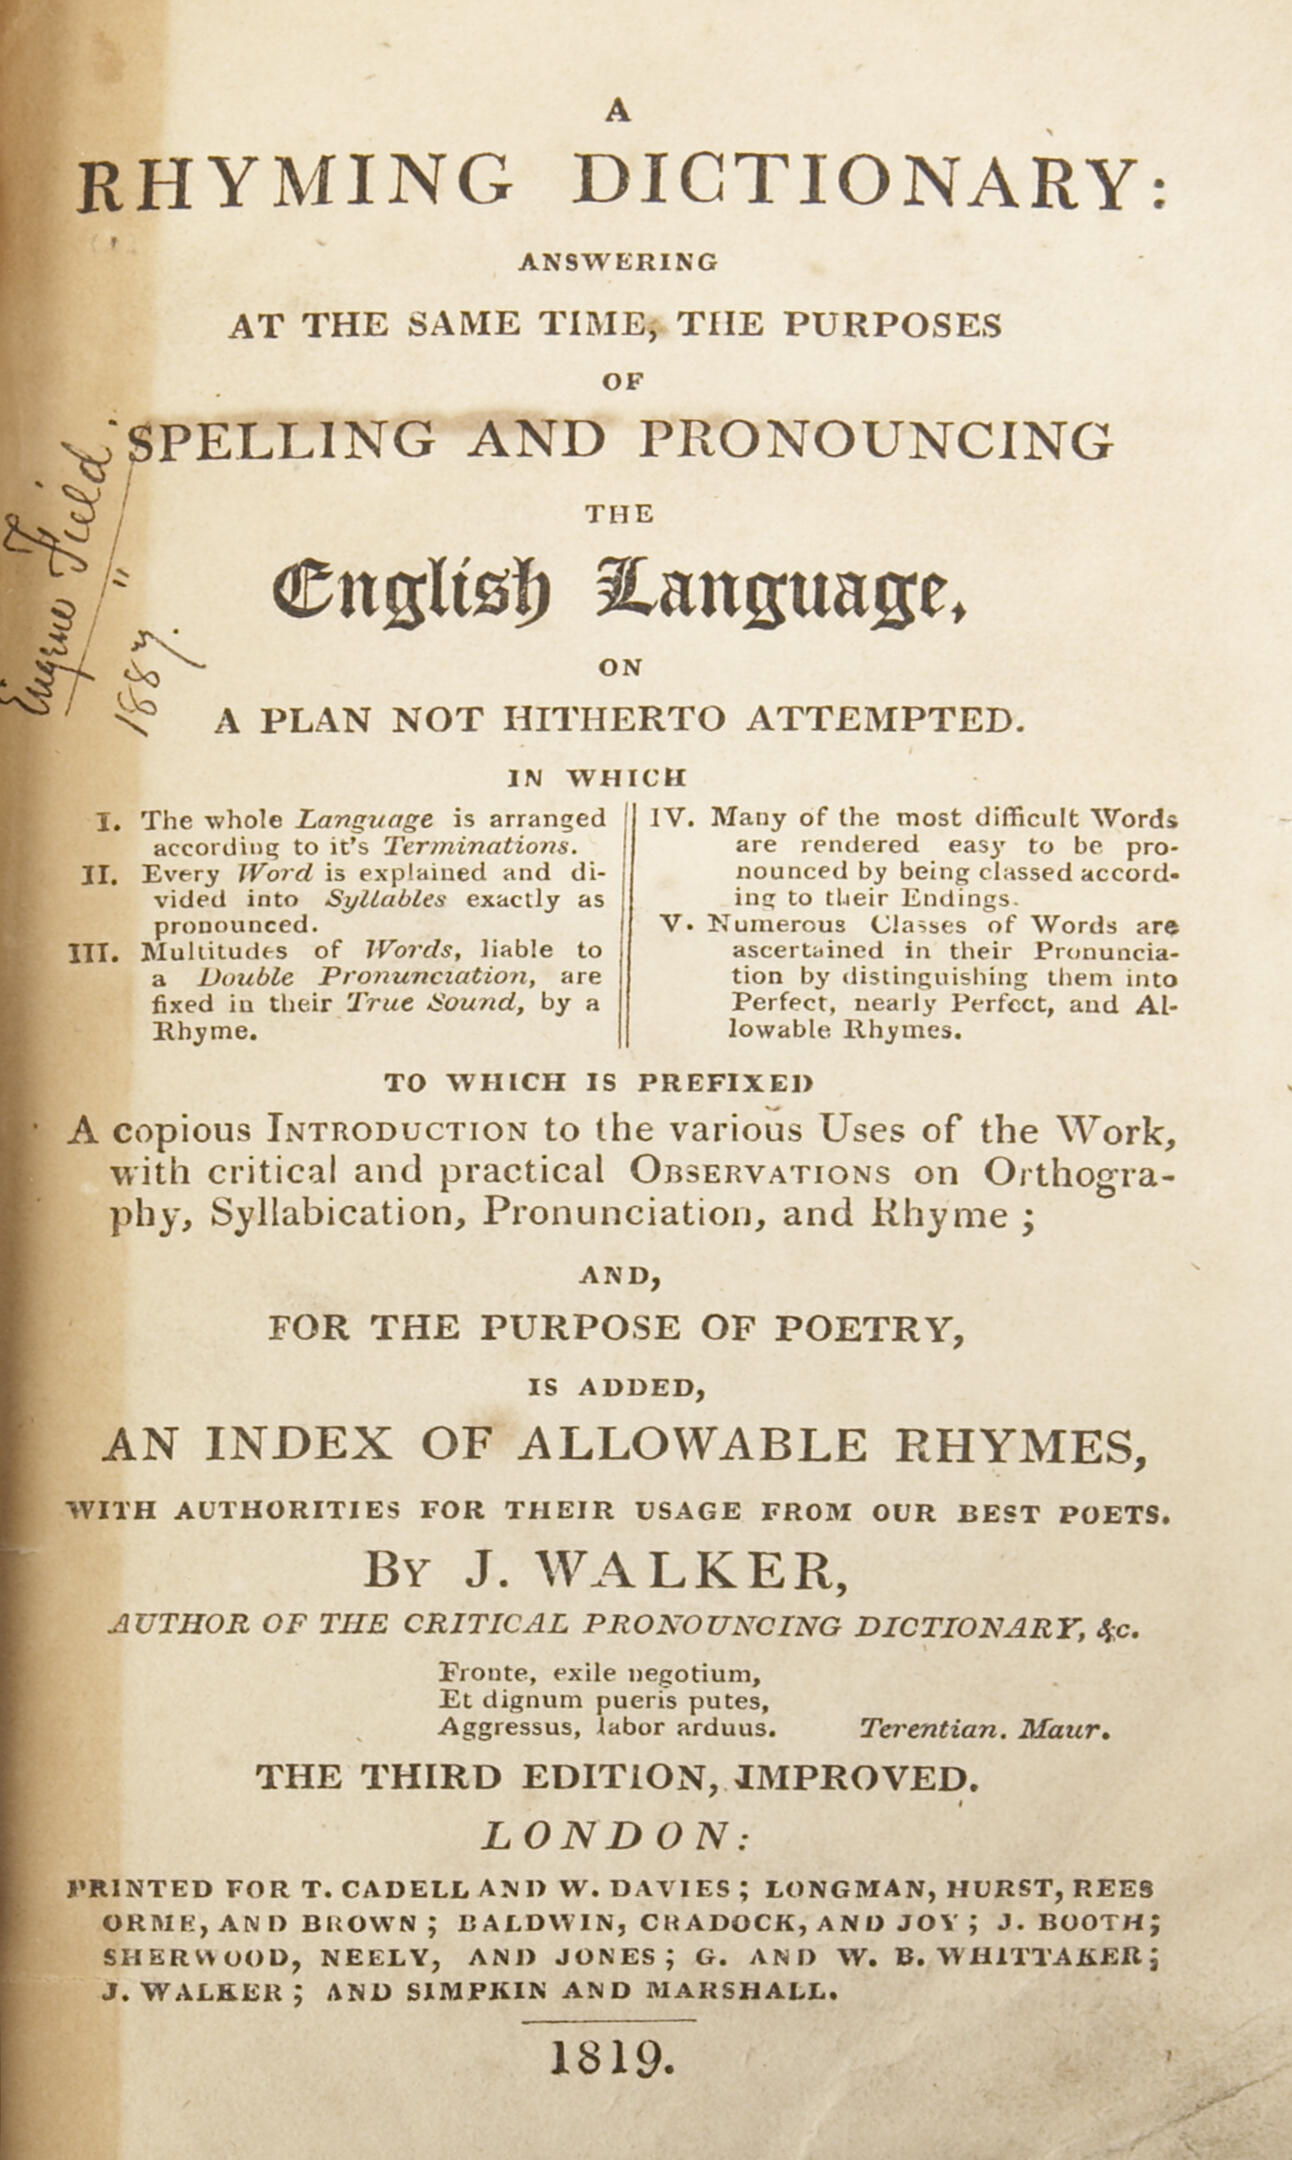 A
RHYMING DICTIONARY:
ANSWERING
AT THE SAME TIME, THE PURPOSES
OF
SPELLING AND PRONOUNCING
THE
English Language,
ON
A PLAN NOT HITHERTO ATTEMPTED.
IN WHICH
I. The whole Language is arranged
according to it's Terminations.
II. Every Word is explained and di-
vided into Syllables exactly as
pronounced.
III. Multitudes of Words, liable to
a Double Pronunciation, are
fixed in their True Sound, by a
Rhyme.
IV. Many of the most difficult Words
are rendered easy to be pro-
nounced by being classed accord-
ing to their Endings.
V. Numerous Classes of Words are
ascertained in their Pronuncia-
tion by distinguishing them into
Perfect, nearly Perfect, and Al-
lowable Rhymes.
TO WHICH IS PREFIXED
A copious INTRODUCTION to the various Uses of the Work,
with critical and practical OBSERVATIONS on Orthogra-
phy, Syllabication, Pronunciation, and Rhyme ;
AND,
FOR THE PURPOSE OF POETRY,
IS ADDED,
AN INDEX OF ALLOWABLE RHYMES,
WITH AUTHORITIES FOR THEIR USAGE FROM OUR BEST POETS.
BY J. WALKER,
AUTHOR OF THE CRITICAL PRONOUNCING DICTIONARY, &c.
Fronte, exile negotium,
Et dignum pueris putes,
Aggressus, labor arduus. Terentian. Maur.
THE THIRD EDITION, IMPROVED.
LONDON:
PRINTED FOR T. CADELL AND W. DAVIES ; LONGMAN, HURST, REES
ORME, AND BROWN ; BALDWIN, CRADOCK, AND JOY ; J. BOOTH ;
SHERWOOD, NEELY, AND JONES ; G. AND W. B. WHITTAKER ;
J. WALKER ; AND SIMPKIN AND MARSHALL.
1819.
Eugene Field.
1887.